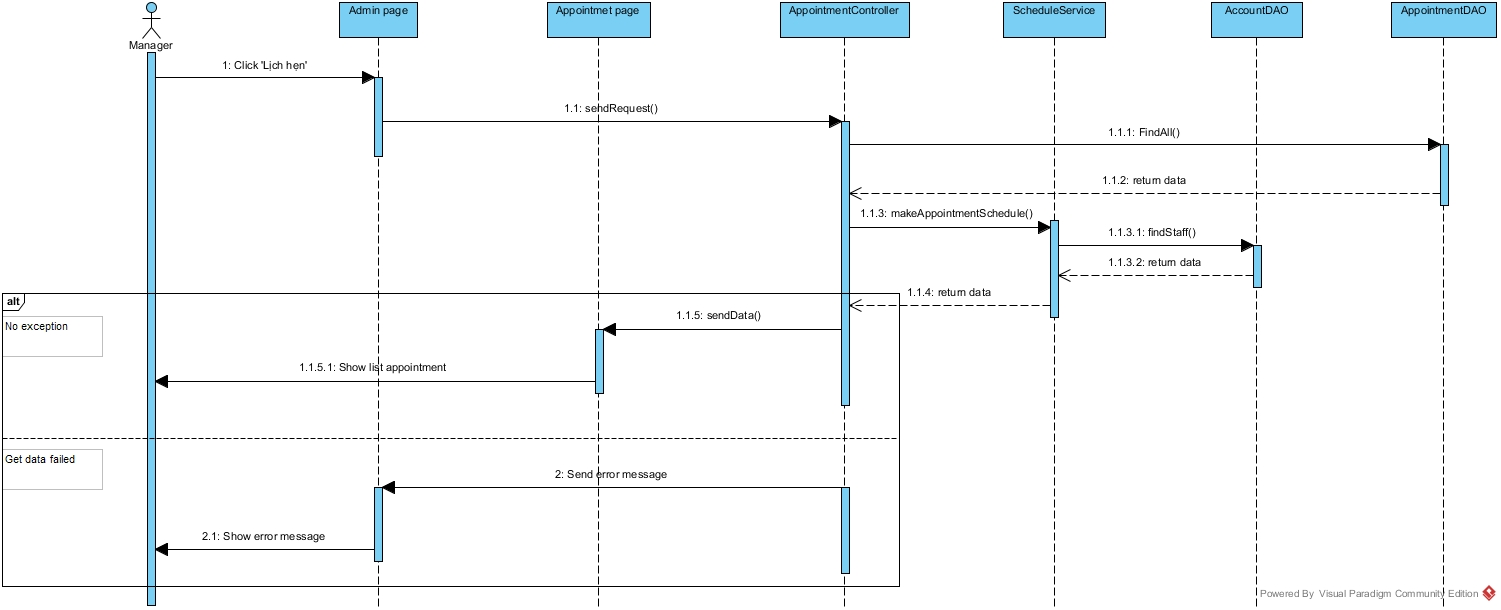 Admin page
Appointmet page
AppointmentController
ScheduleService
AccountDAO
AppointmentDAO
Manager
1: Click 'Lịch hẹn'
1.1: sendRequest()
1.1.1: FindAll()
1.1.2: return data
1.1.3: makeAppointmentSchedule()
1.1.3.1: findStaff()
1.1.3.2: return data
1.1.4: return data
alt
No exception
1.1.5: sendData()
1.1.5.1: Show list appointment
Get data failed
2: Send error message
2.1: Show error message
Powered By Visual Paradigm Community Edition